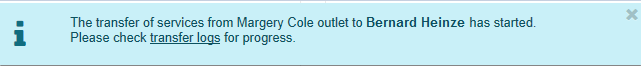 The transfer of services from Margery Cole outlet to Bernard Heinze has started.
Please check transfer logs for progress.